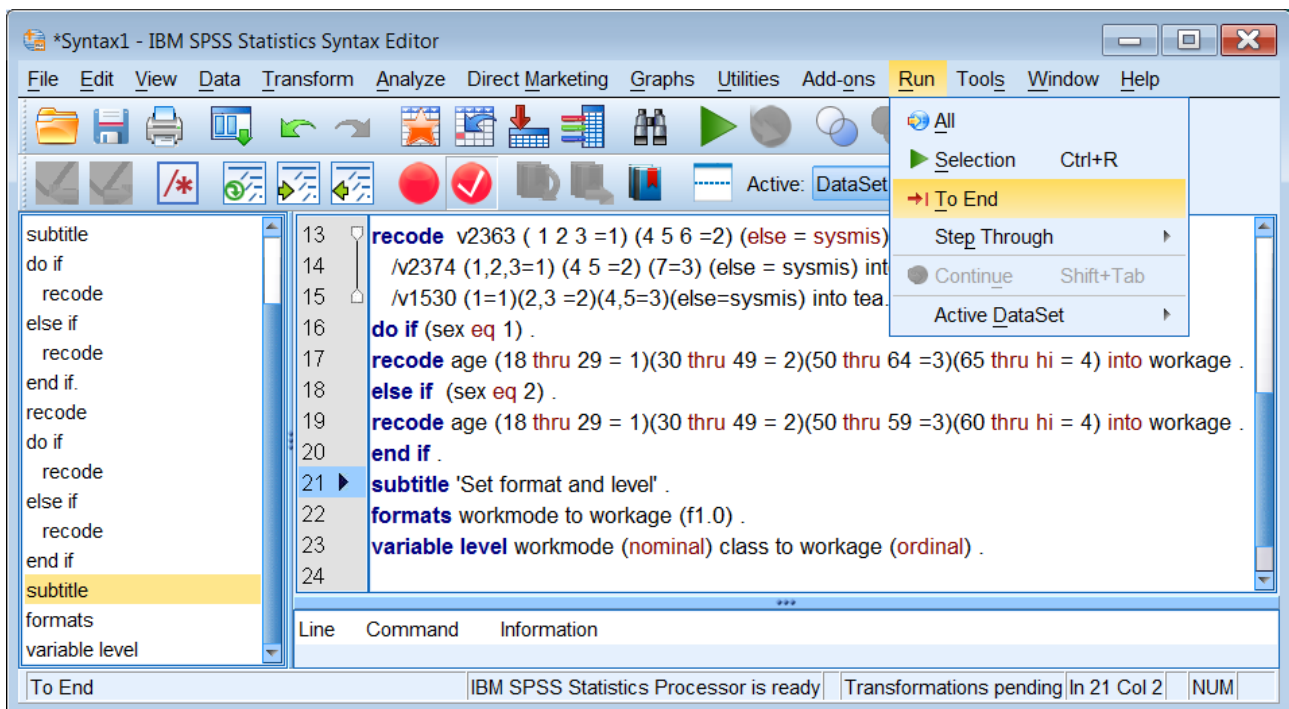 *Syntax1 - IBM SPSS Statistics Syntax Editor
File Edit View Data Transform Analyze Direct Marketing Graphs Utilities Add-ons Run Tools Window Help
All
Selection Ctrl+R
To End
Step Through
Continue Shift+Tab
Active DataSet
/*
Active: DataSet
subtitle
do if
recode
else if
recode
end if.
recode
do if
recode
else if
recode
end if
subtitle
formats
variable level
13 recode v2363 ( 1 2 3 =1) (4 5 6 =2) (else = sysmis)
14 /v2374 (1,2,3=1) (4 5 =2) (7=3) (else = sysmis) int
15 /v1530 (1=1)(2,3 =2)(4,5=3)(else=sysmis) into tea.
16 do if (sex eq 1) .
17 recode age (18 thru 29 = 1)(30 thru 49 = 2)(50 thru 64 =3)(65 thru hi = 4) into workage .
18 else if (sex eq 2) .
19 recode age (18 thru 29 = 1)(30 thru 49 = 2)(50 thru 59 =3)(60 thru hi = 4) into workage .
20 end if .
21 subtitle 'Set format and level' .
22 formats workmode to workage (f1.0) .
23 variable level workmode (nominal) class to workage (ordinal) .
24
Line Command Information
To End IBM SPSS Statistics Processor is ready Transformations pending In 21 Col 2 NUM